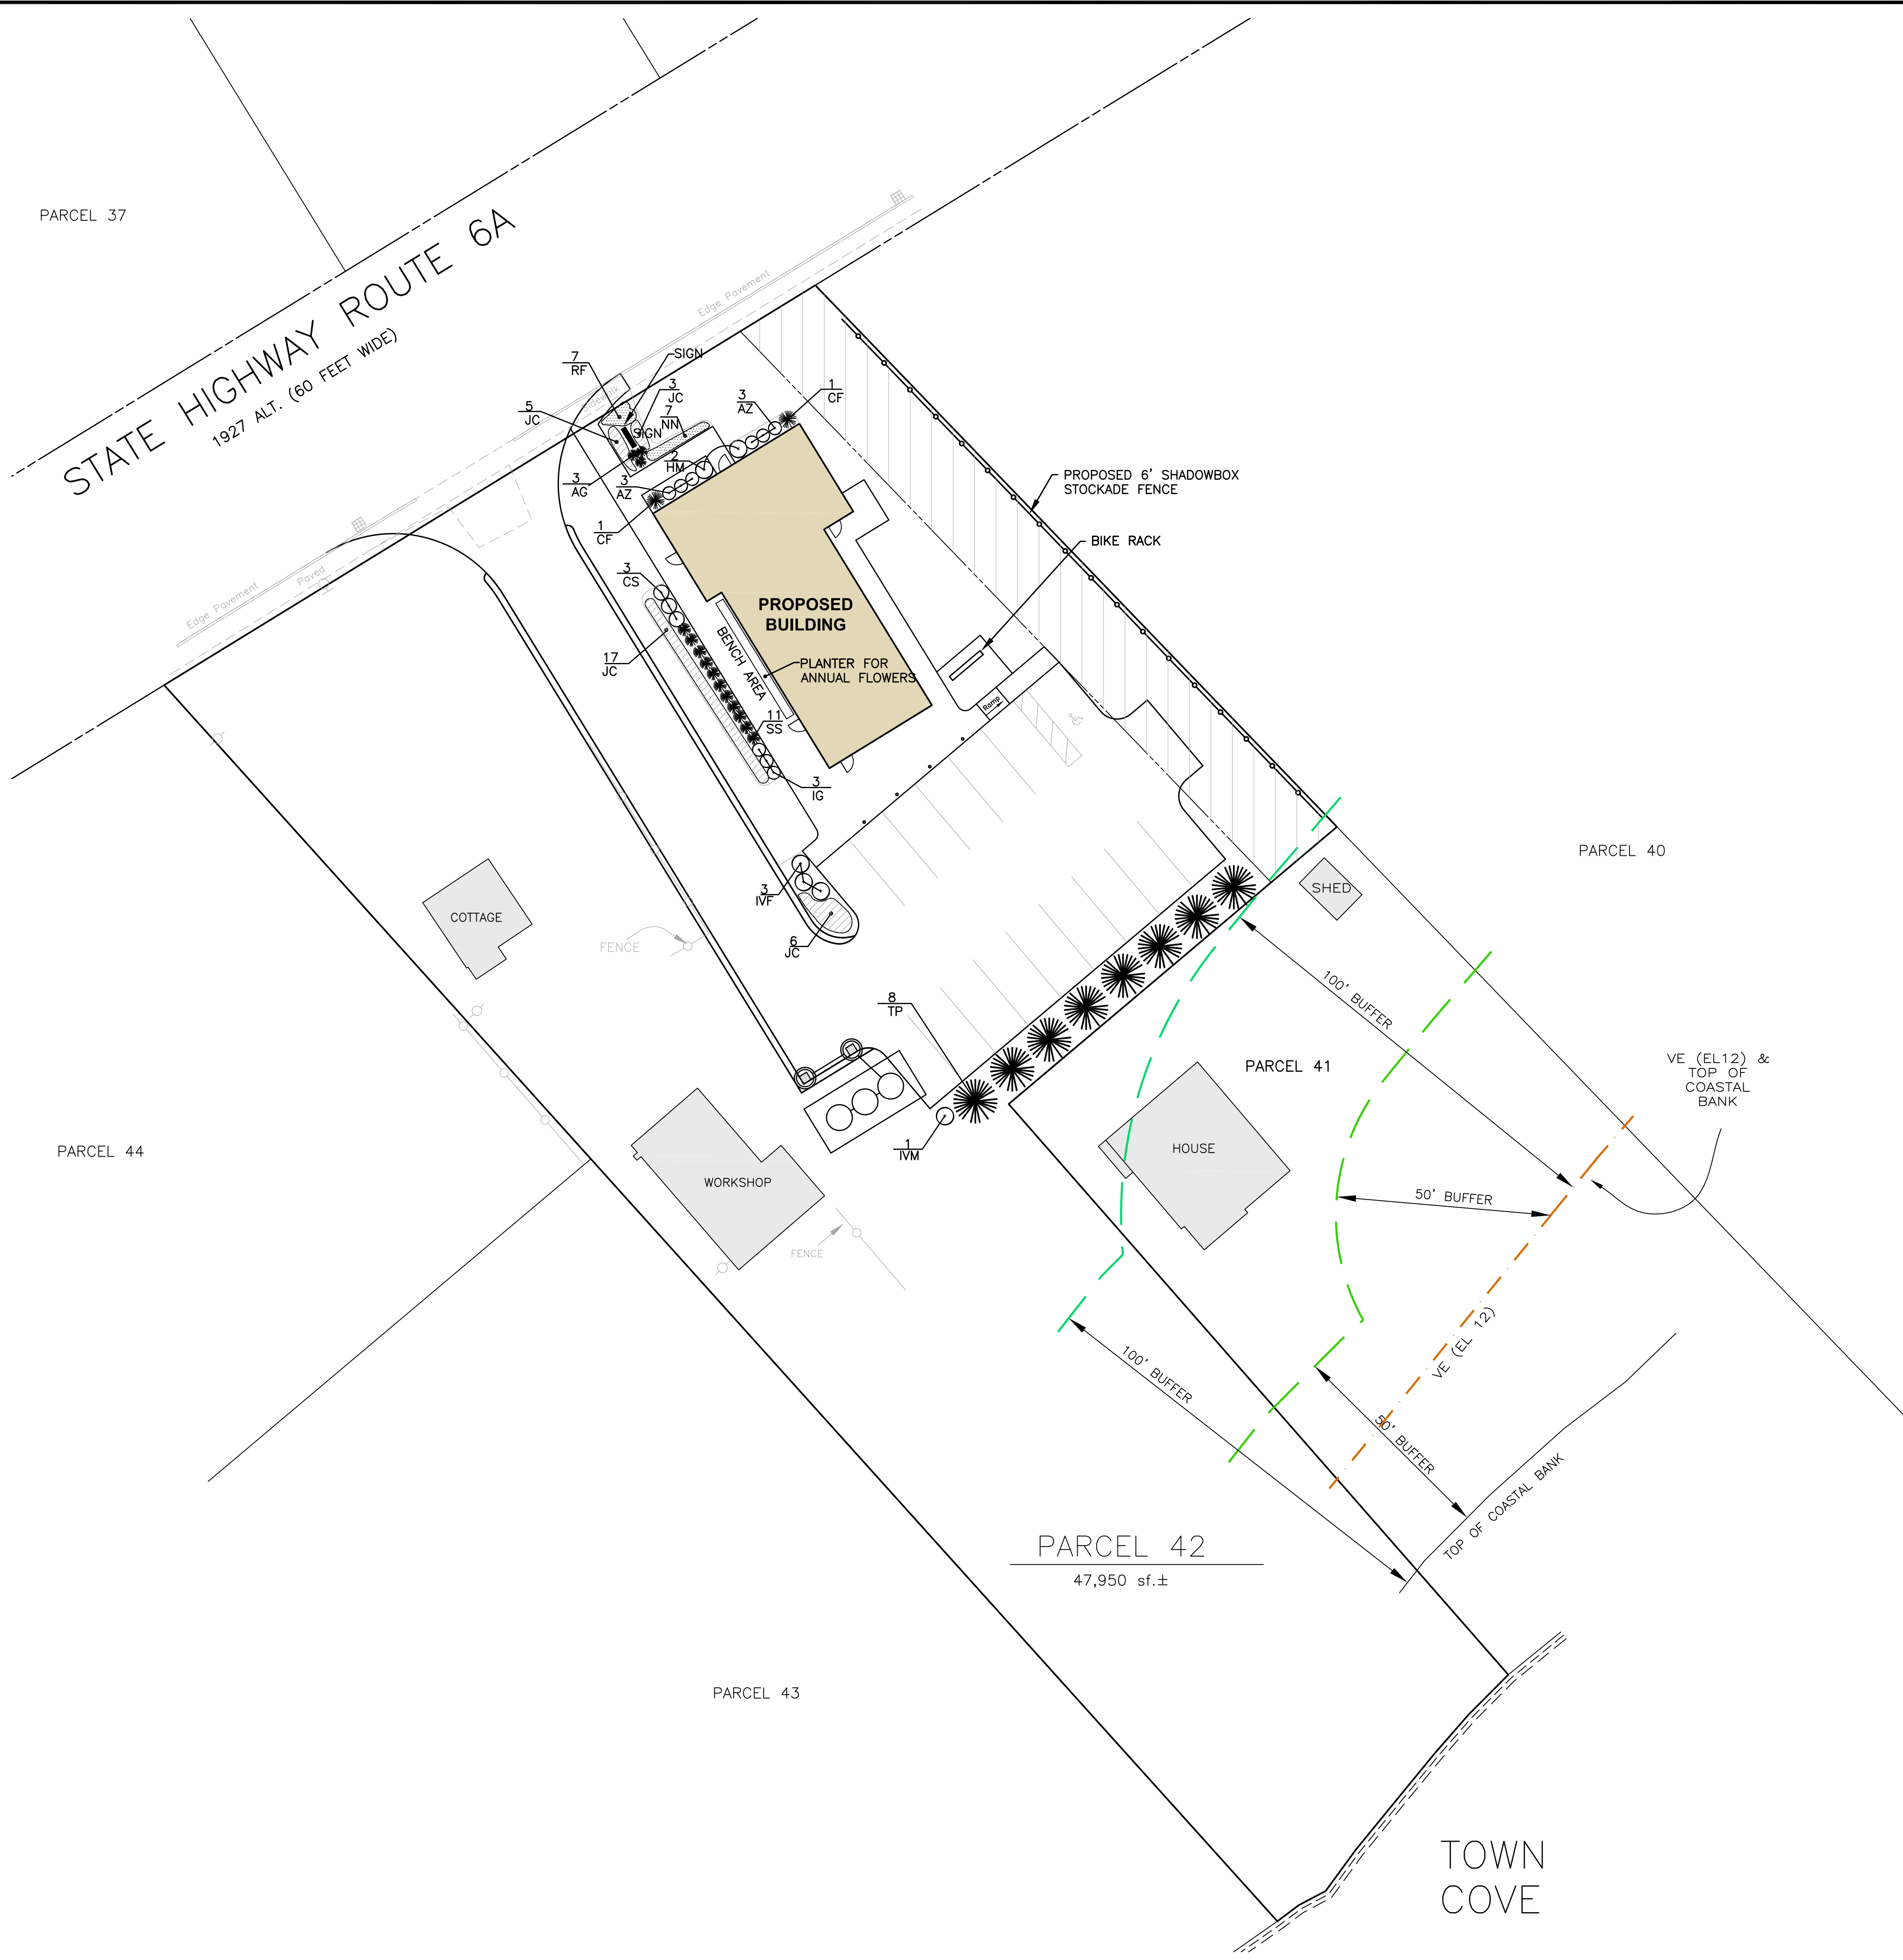 PARCEL 37
STATE HIGHWAY ROUTE 6A
1927 ALT. (60 FEET WIDE)
Edge Pavement
Sidewalk
Edge Pavement
Paved
7
RF
SIGN
3
JC
7
NN
SIGN
5
JC
3
AZ
1
CF
2
HM
3
AG
3
AZ
1
CF
PROPOSED 6' SHADOWBOX
STOCKADE FENCE
BIKE RACK
3
CS
PROPOSED
BUILDING
17
JC
BENCH AREA
PLANTER FOR
ANNUAL FLOWERS
Ramp
11
SS
3
IG
3
IVF
6
JC
COTTAGE
FENCE
8
TP
1
IVM
SHED
PARCEL 40
100' BUFFER
PARCEL 41
VE (EL12) &
TOP OF
COASTAL
BANK
HOUSE
50' BUFFER
PARCEL 44
WORKSHOP
FENCE
VE (EL 12)
100' BUFFER
50' BUFFER
TOP OF COASTAL BANK
PARCEL 42
47,950 sf.±
PARCEL 43
TOWN
COVE